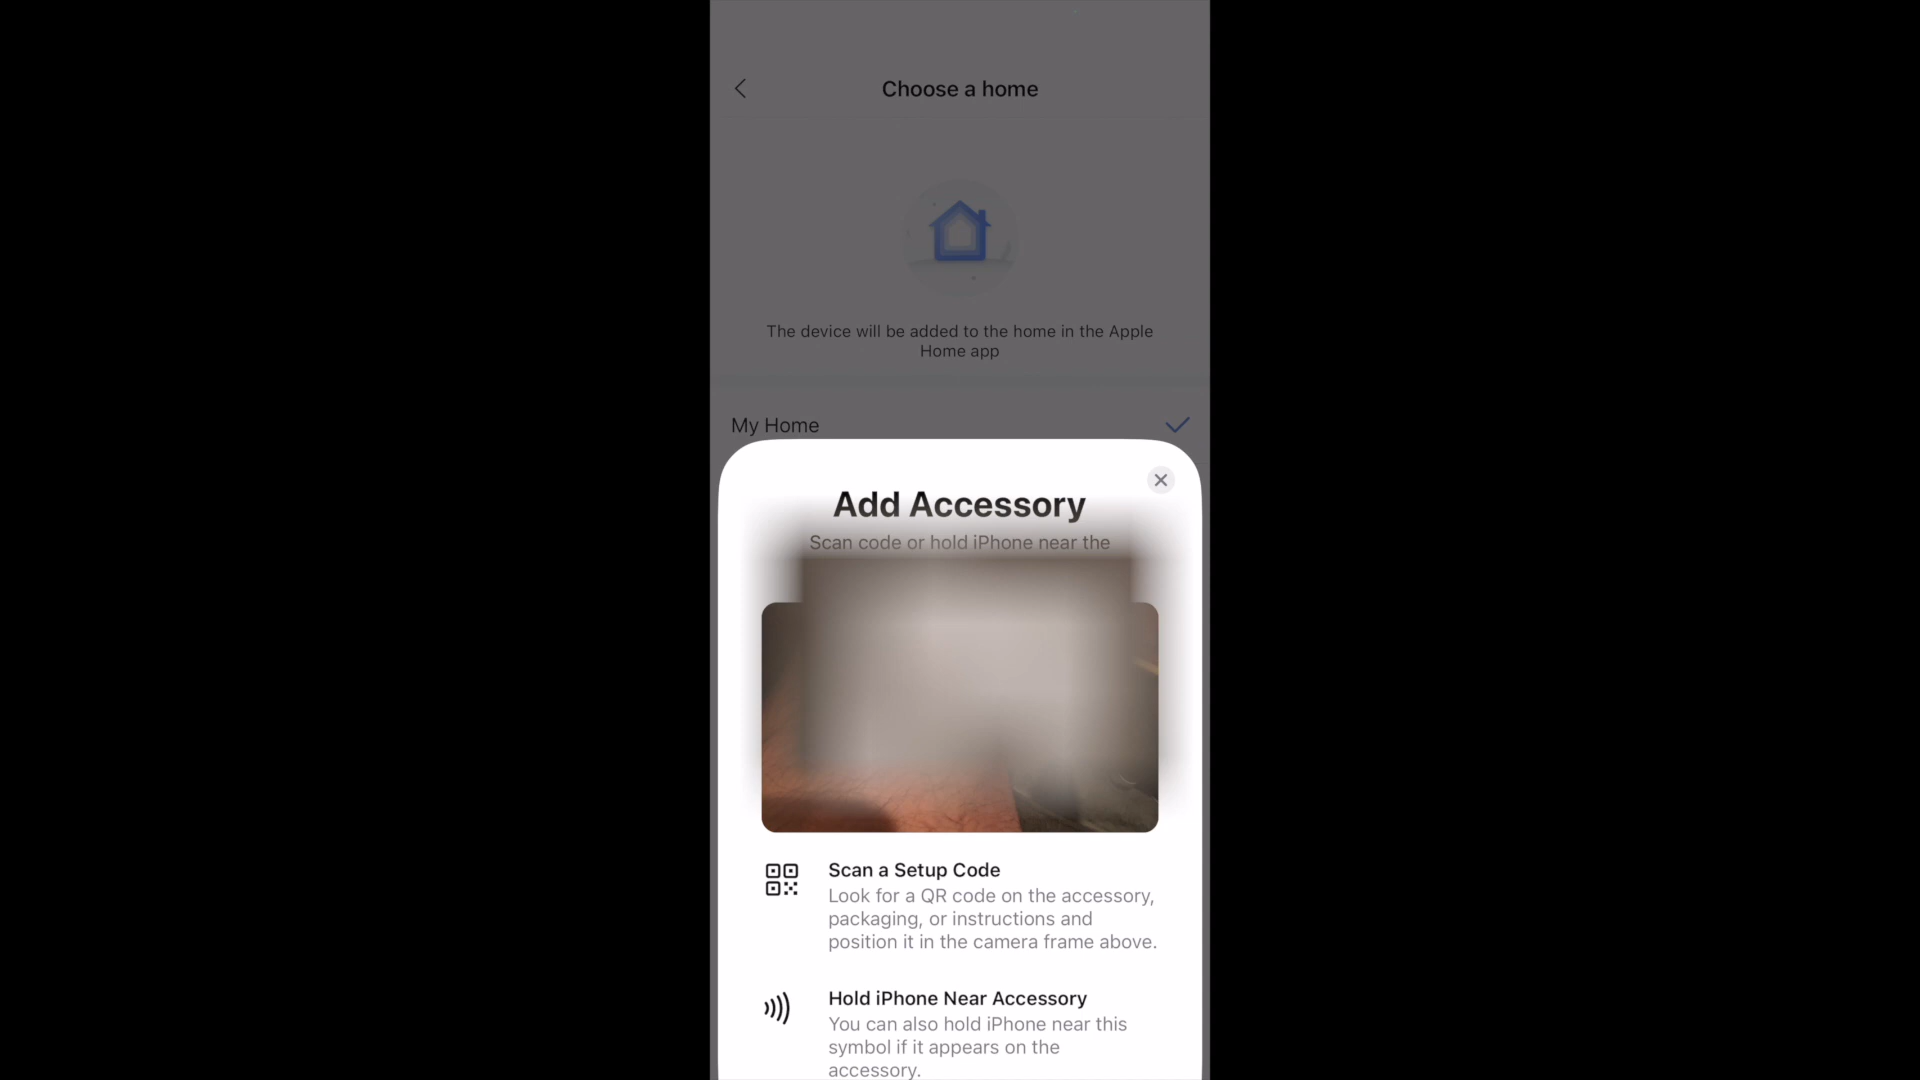 Choose a home
The device will be added to the home in the Apple
Home app
My Home
Add Accessory
Scan code or hold iPhone near the
Scan a Setup Code
Look for a QR code on the accessory,
packaging, or instructions and
position it in the camera frame above.
Hold iPhone Near Accessory
You can also hold iPhone near this
symbol if it appears on the
accessory.